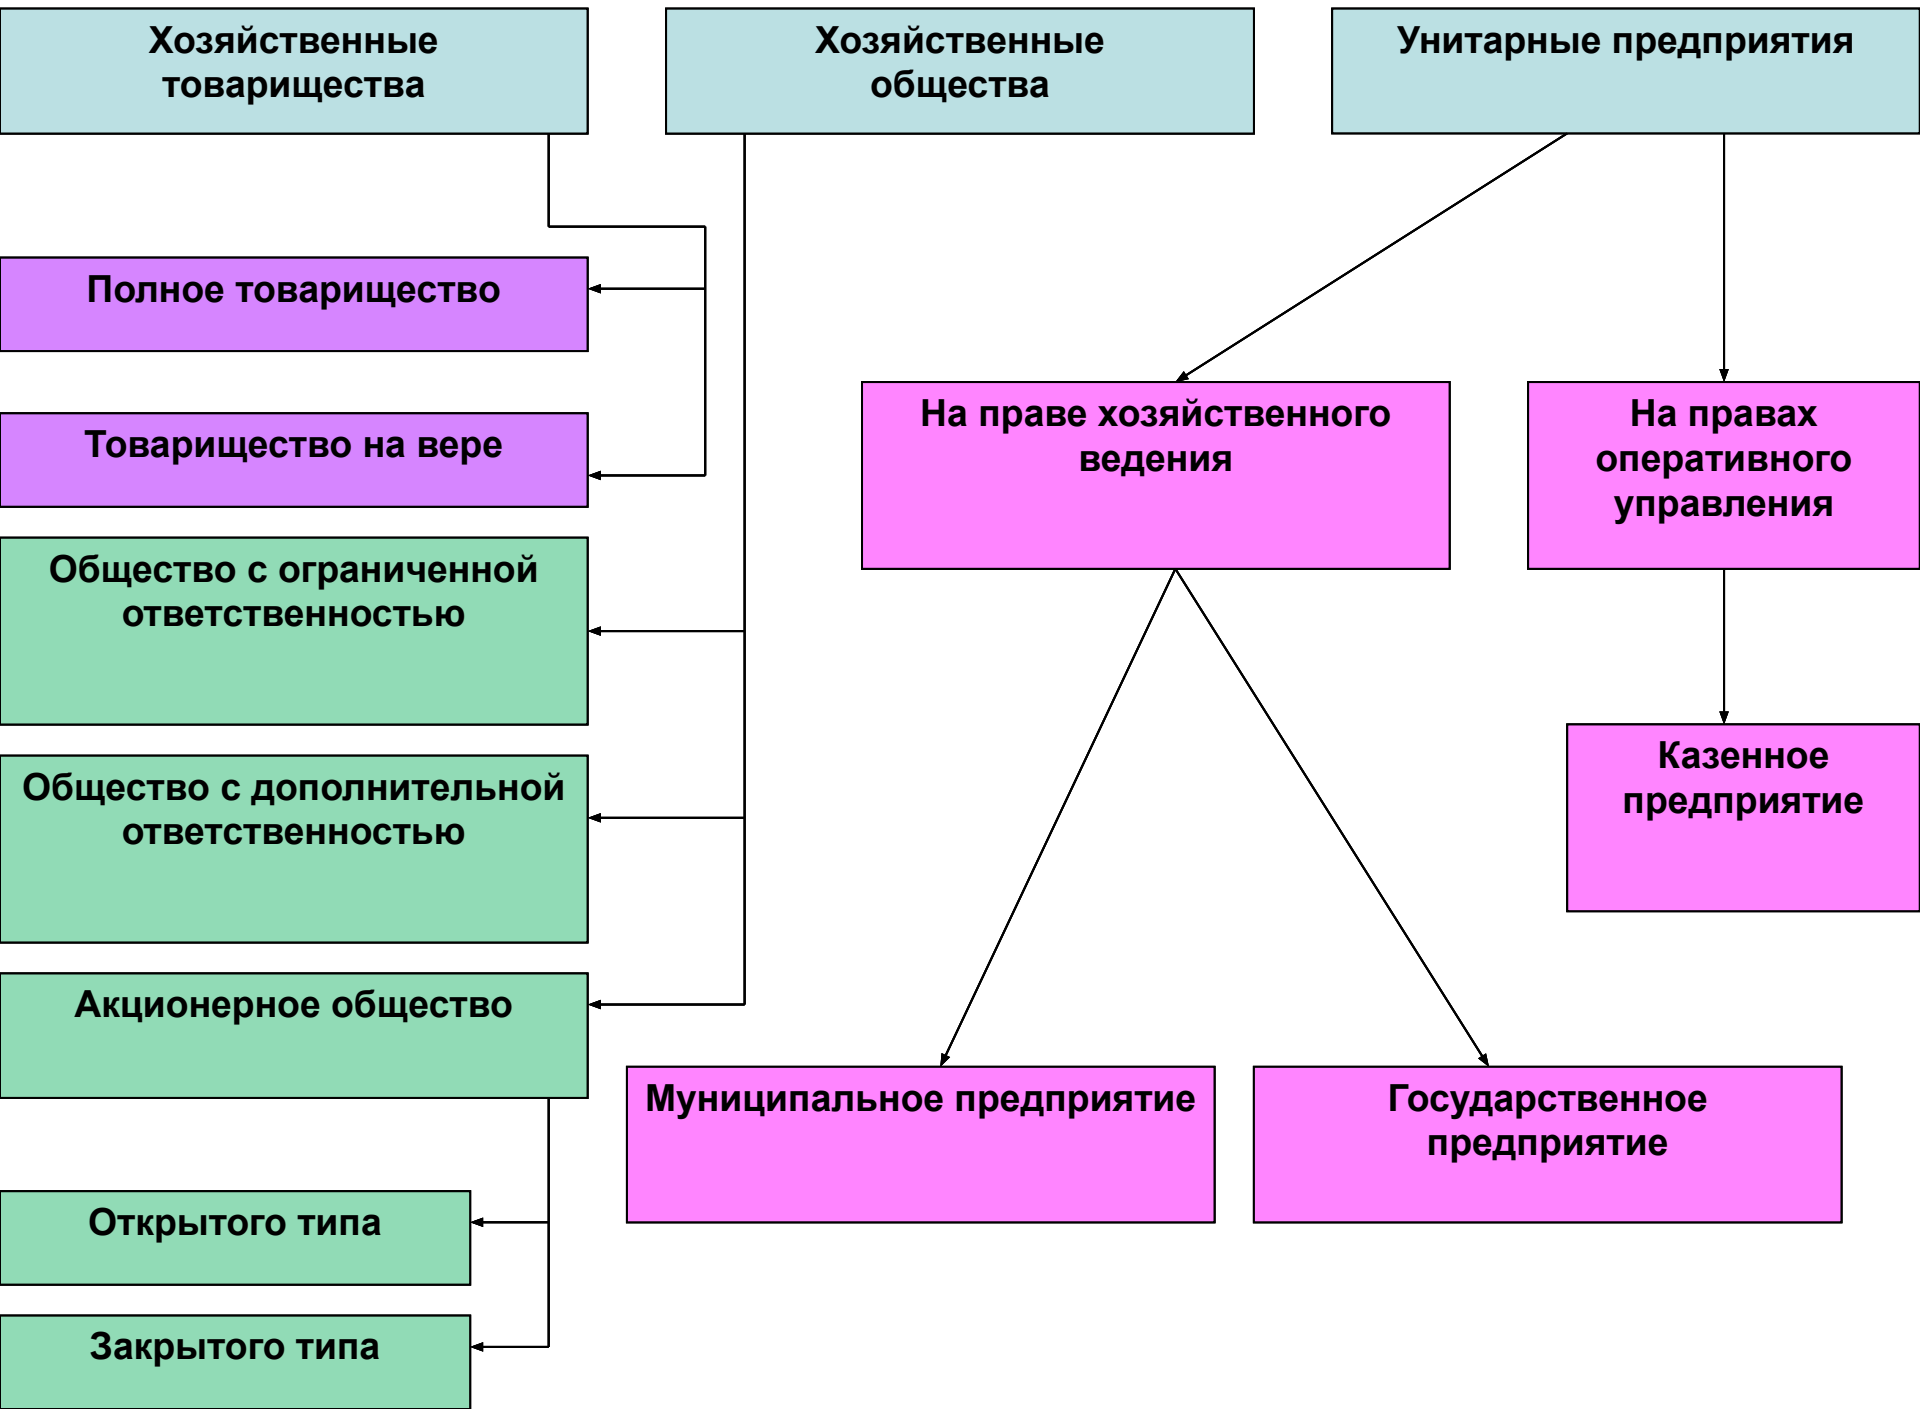 Хозяйственные
товарищества
Хозяйственные
общества
Унитарные предприятия
Полное товарищество
Товарищество на вере
Общество с ограниченной
ответственностью
Общество с дополнительной
ответственностью
Акционерное общество
Открытого типа
Закрытого типа
На праве хозяйственного
ведения
На правах
оперативного
управления
Казенное
предприятие
Муниципальное предприятие
Государственное
предприятие